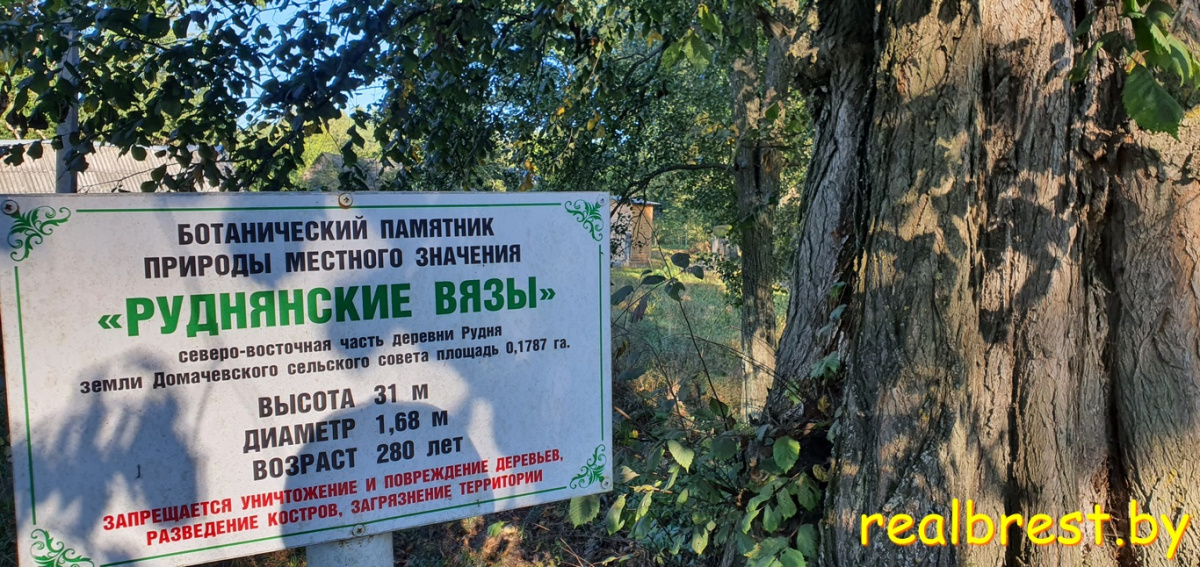 БОТАНИЧЕСКИЙ ПАМЯТНИК
ПРИРОДЫ МЕСТНОГО ЗНАЧЕНИЯ
«РУДНЯНСКИЕ ВЯЗЫ»
северо-восточная часть деревни Рудня
земли Домачевского сельского совета площадь 0,1787 га.
ВЫСОТА 31 м
ДИАМЕТР 1,68 м
ВОЗРАСТ 280 лет
ЗАПРЕЩАЕТСЯ УНИЧТОЖЕНИЕ И ПОВРЕЖДЕНИЕ ДЕРЕВЬЕВ,
РАЗВЕДЕНИЕ КОСТРОВ, ЗАГРЯЗНЕНИЕ ТЕРРИТОРИИ
realbrest.by